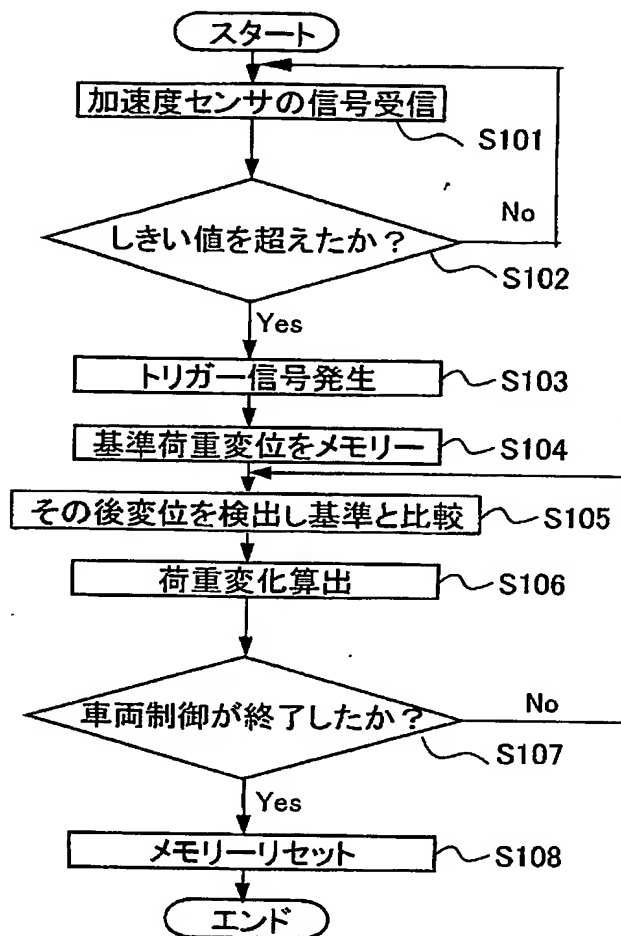 スタート
加速度センサの信号受信
S101
No
しきい値を超えたか？
S102
Yes
トリガー信号発生
S103
基準荷重変位をメモリー
S104
その後変位を検出し基準と比較
S105
荷重変化算出
S106
車両制御が終了したか？
No
S107
Yes
メモリーリセット
S108
エンド